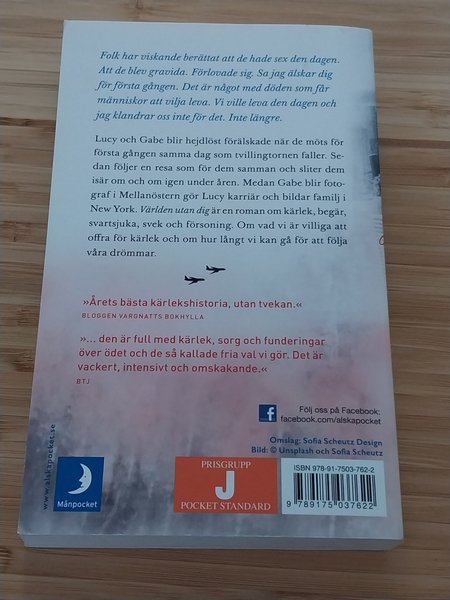 Folk har viskande berättat att de hade sex den dagen.
Att de blev gravida. Förlovade sig. Sa jag älskar dig
för första gången. Det är något med döden som får
människor att vilja leva. Vi ville leva den dagen och
jag klandrar oss inte för det. Inte längre.
Lucy och Gabe blir hejdlöst förälskade när de möts för
första gången samma dag som tvillingtornen faller. Se-
dan följer en resa som för dem samman och sliter dem
isär om och om igen under åren. Medan Gabe blir foto-
graf i Mellanöstern gör Lucy karriär och bildar familj i
New York. Världen utan dig är en roman om kärlek, begär,
svartsjuka, svek och försoning. Om vad vi är villiga att
offra för kärlek och om hur långt vi kan gå för att följa
våra drömmar.
»Årets bästa kärlekshistoria, utan tvekan.«
BLOGGEN VARGNATTS BOKHYLLA
»... den är full med kärlek, sorg och funderingar
över ödet och de så kallade fria val vi gör. Det är
vackert, intensivt och omskakande.«
BTJ
f
Följ oss på Facebook:
facebook.com/alskapocket
Omslag: Sofia Scheutz Design
Bild: © Unsplash och Sofia Scheutz
www.alskapocket.se
Månpocket
PRISGRUPP
J
POCKET STANDARD
ISBN 978-91-7503-762-2
9 789175 037622